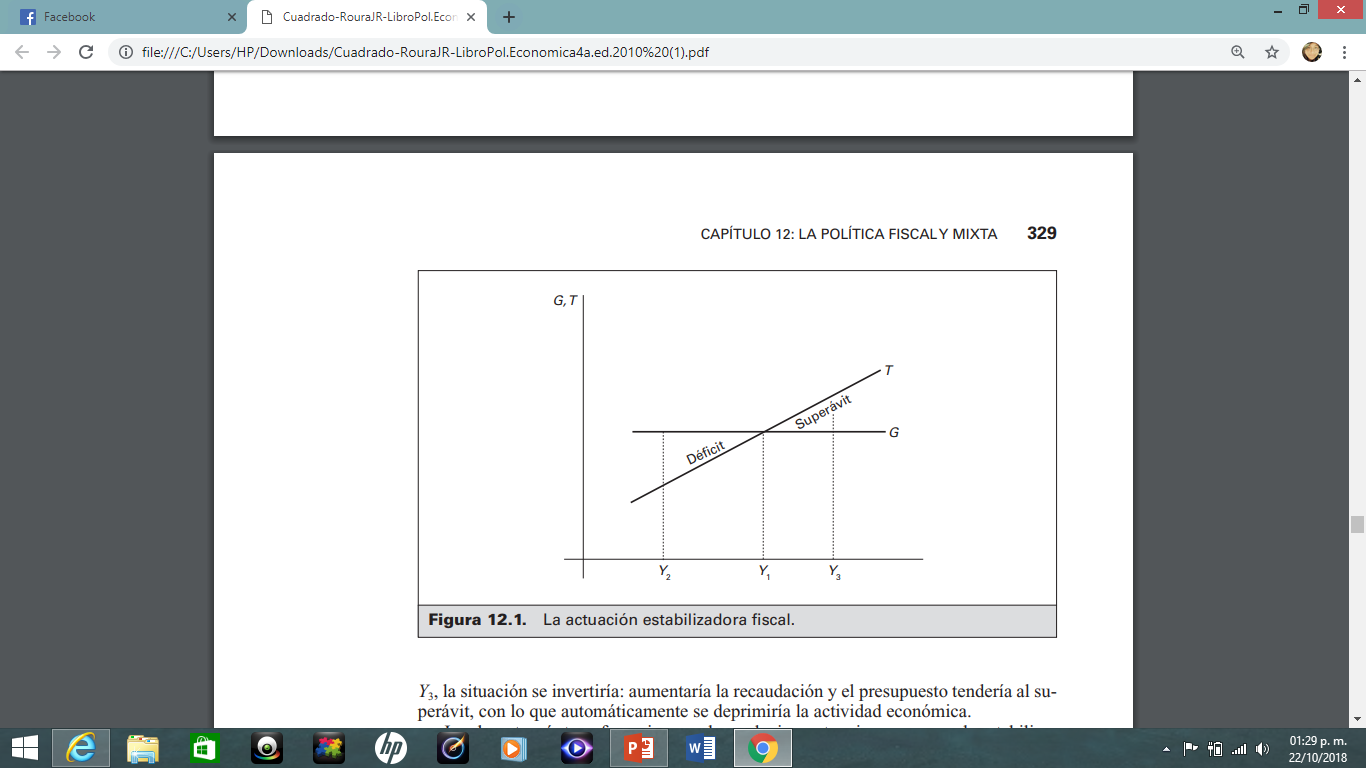 Facebook
Cuadrado-RouraJR-LibroPol.Econ
file:///C:/Users/HP/Downloads/Cuadrado-RouraJR-LibroPol.Economica4a.ed.2010%20(1).pdf
CAPÍTULO 12: LA POLÍTICA FISCAL Y MIXTA 329
G, T
T
Superávit
G
Déficit
Y2 Y1 Y3
Figura 12.1. La actuación estabilizadora fiscal.
Y3, la situación se invertiría: aumentaría la recaudación y el presupuesto tendería al su-
perávit, con lo que automáticamente se deprimiría la actividad económica.
hp
01:29 p. m.
22/10/2018